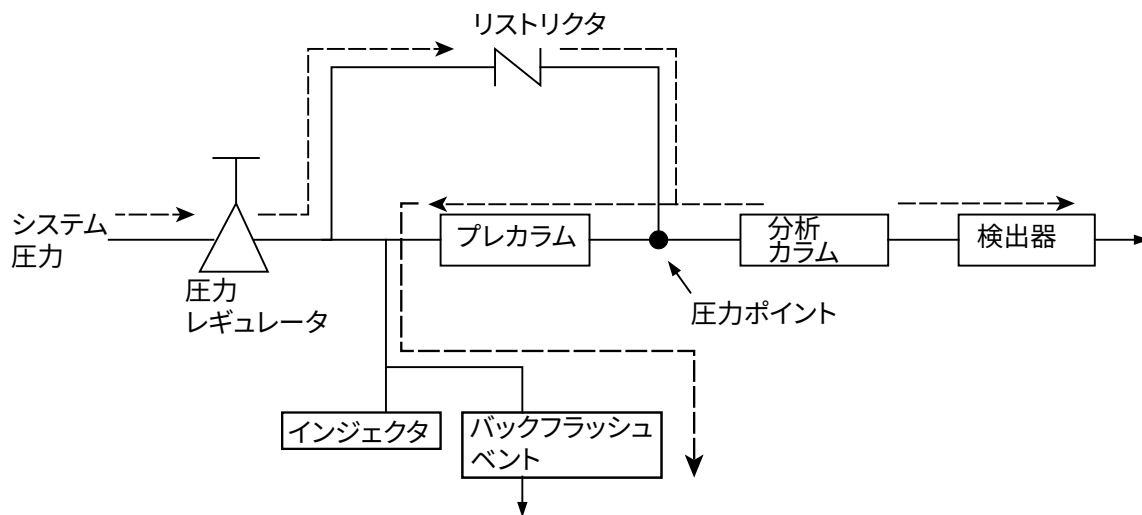 リストリクタ
システム
圧力
圧力
レギュレータ
プレカラム
分析
カラム
検出器
圧力ポイント
インジェクタ
バックフラッシュ
ベント